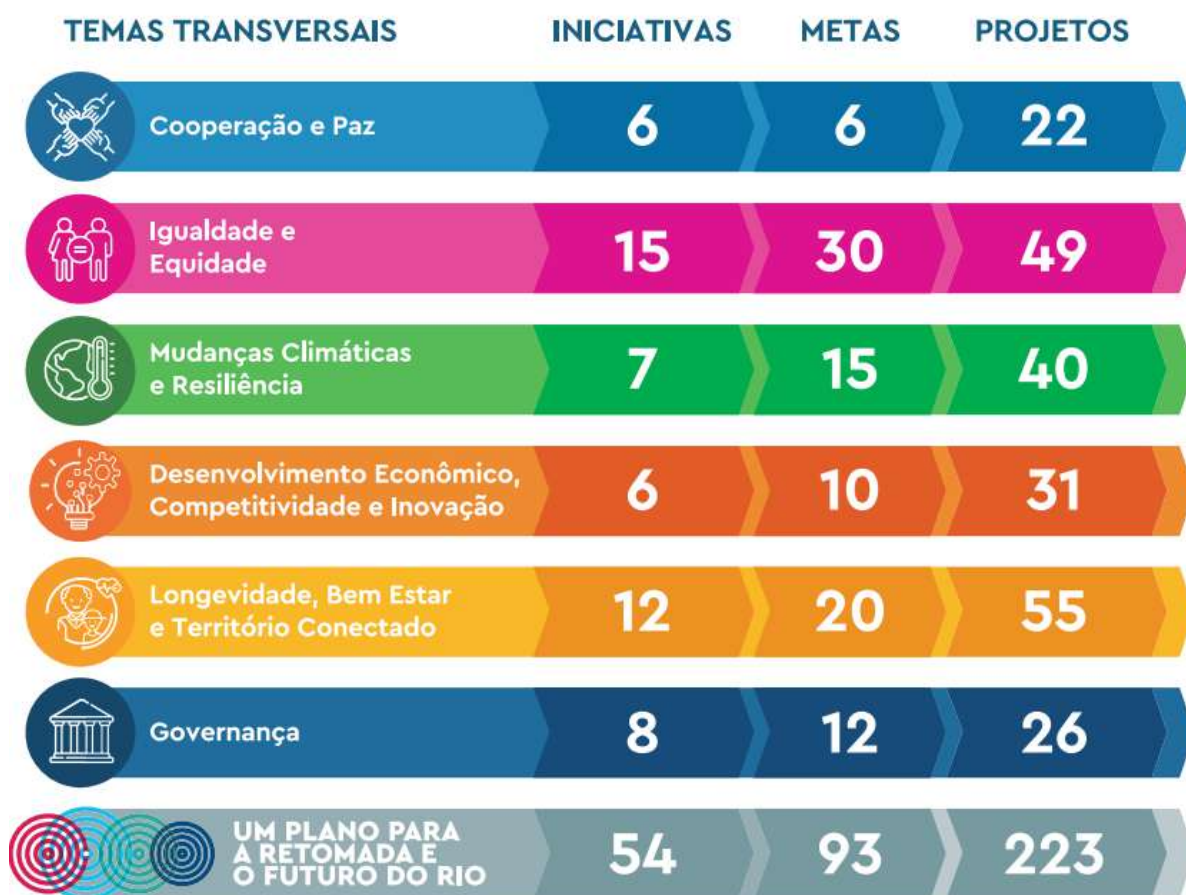 TEMAS TRANSVERSAIS INICIATIVAS METAS PROJETOS
Cooperação e Paz 6 6 22
Igualdade e
Equidade 15 30 49
Mudanças Climáticas
e Resiliência 7 15 40
Desenvolvimento Econômico,
Competitividade e Inovação 6 10 31
Longevidade, Bem Estar
e Território Conectado 12 20 55
Governança 8 12 26
UM PLANO PARA
A RETOMADA E
O FUTURO DO RIO 54 93 223